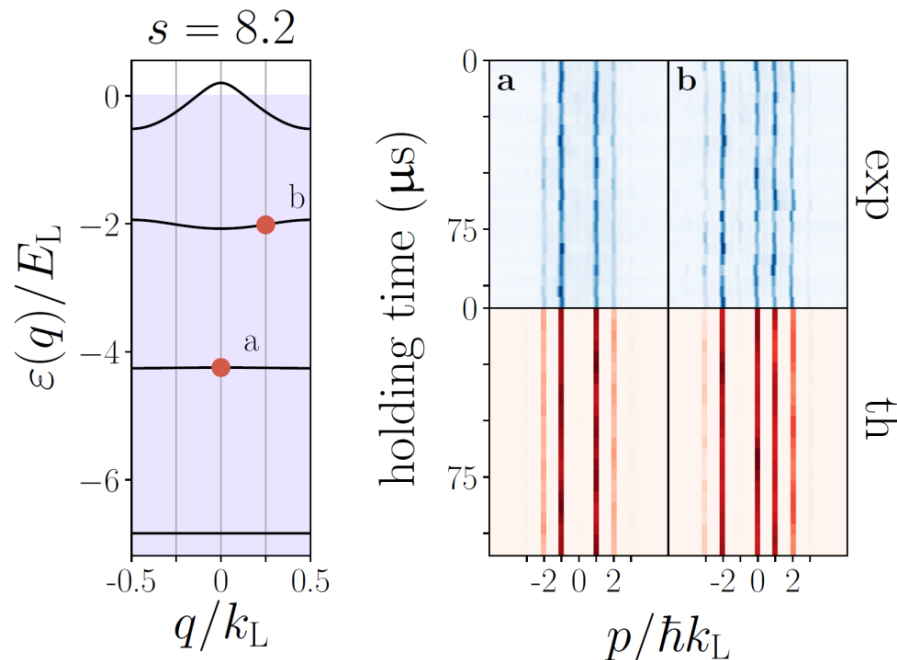 s = 8.2
ε(q)/E_L
0
−2
−4
−6
b
a
-0.5
0
0.5
q/k_L
holding time (µs)
0
75
0
75
a
b
exp
th
-2
0
2
-2
0
2
p/ħk_L